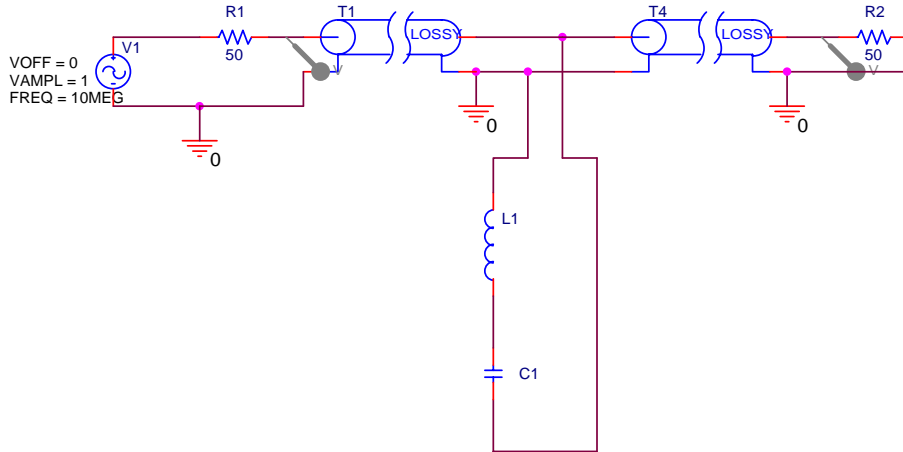 R1
T1
T4
R2
V1
LOSSY
LOSSY
50
50
V
V
VOFF = 0
VAMPL = 1
FREQ = 10MEG
0
0
0
L1
C1